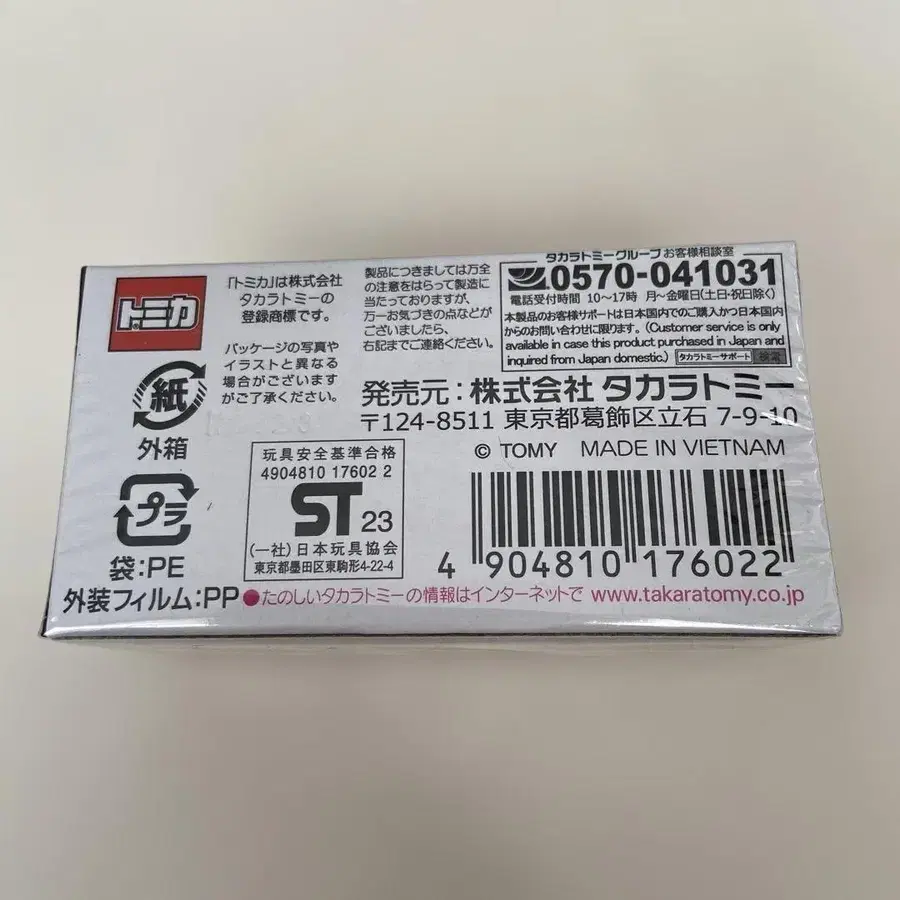 トミカ®
「トミカ」は株式会社
タカラトミーの
登録商標です。
パッケージの写真や
イラストと異なる
場合がございます
がご了承ください。
製品につきましては万全
の注意をはらって製造に
当たっておりますが、
万一お気づきの点などが
ございましたら、
右記までご連絡ください。
タカラトミーグループ お客様相談室
0570-041031
電話受付時間 10〜17時 月〜金曜日(土日・祝日除く)
本製品のお客様サポートは日本国内でのご購入かつ日本国内
からのお問い合わせに限ります。(Customer service is only
available in case this product purchased in Japan and
inquired from Japan domestic.) タカラトミーサポート 検索
発売元:株式会社 タカラトミー
〒124-8511 東京都葛飾区立石 7-9-10
© TOMY MADE IN VIETNAM
紙
外箱
プラ
袋:PE
外装フィルム:PP
玩具安全基準合格
4904810 17602 2
ST 23
(一社)日本玩具協会
東京都墨田区東駒形4-22-4
4 904810 176022
●たのしいタカラトミーの情報はインターネットで www.takaratomy.co.jp